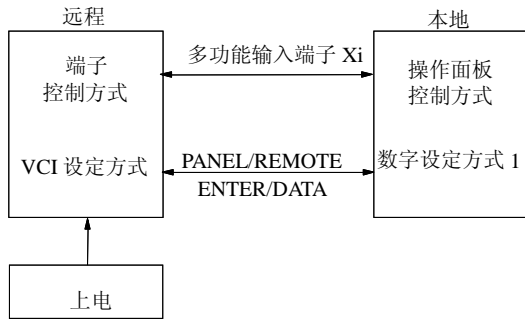 远程
本地
端子
控制方式
多功能输入端子 Xi
操作面板
控制方式
VCI 设定方式
PANEL/REMOTE
ENTER/DATA
数字设定方式 1
上电